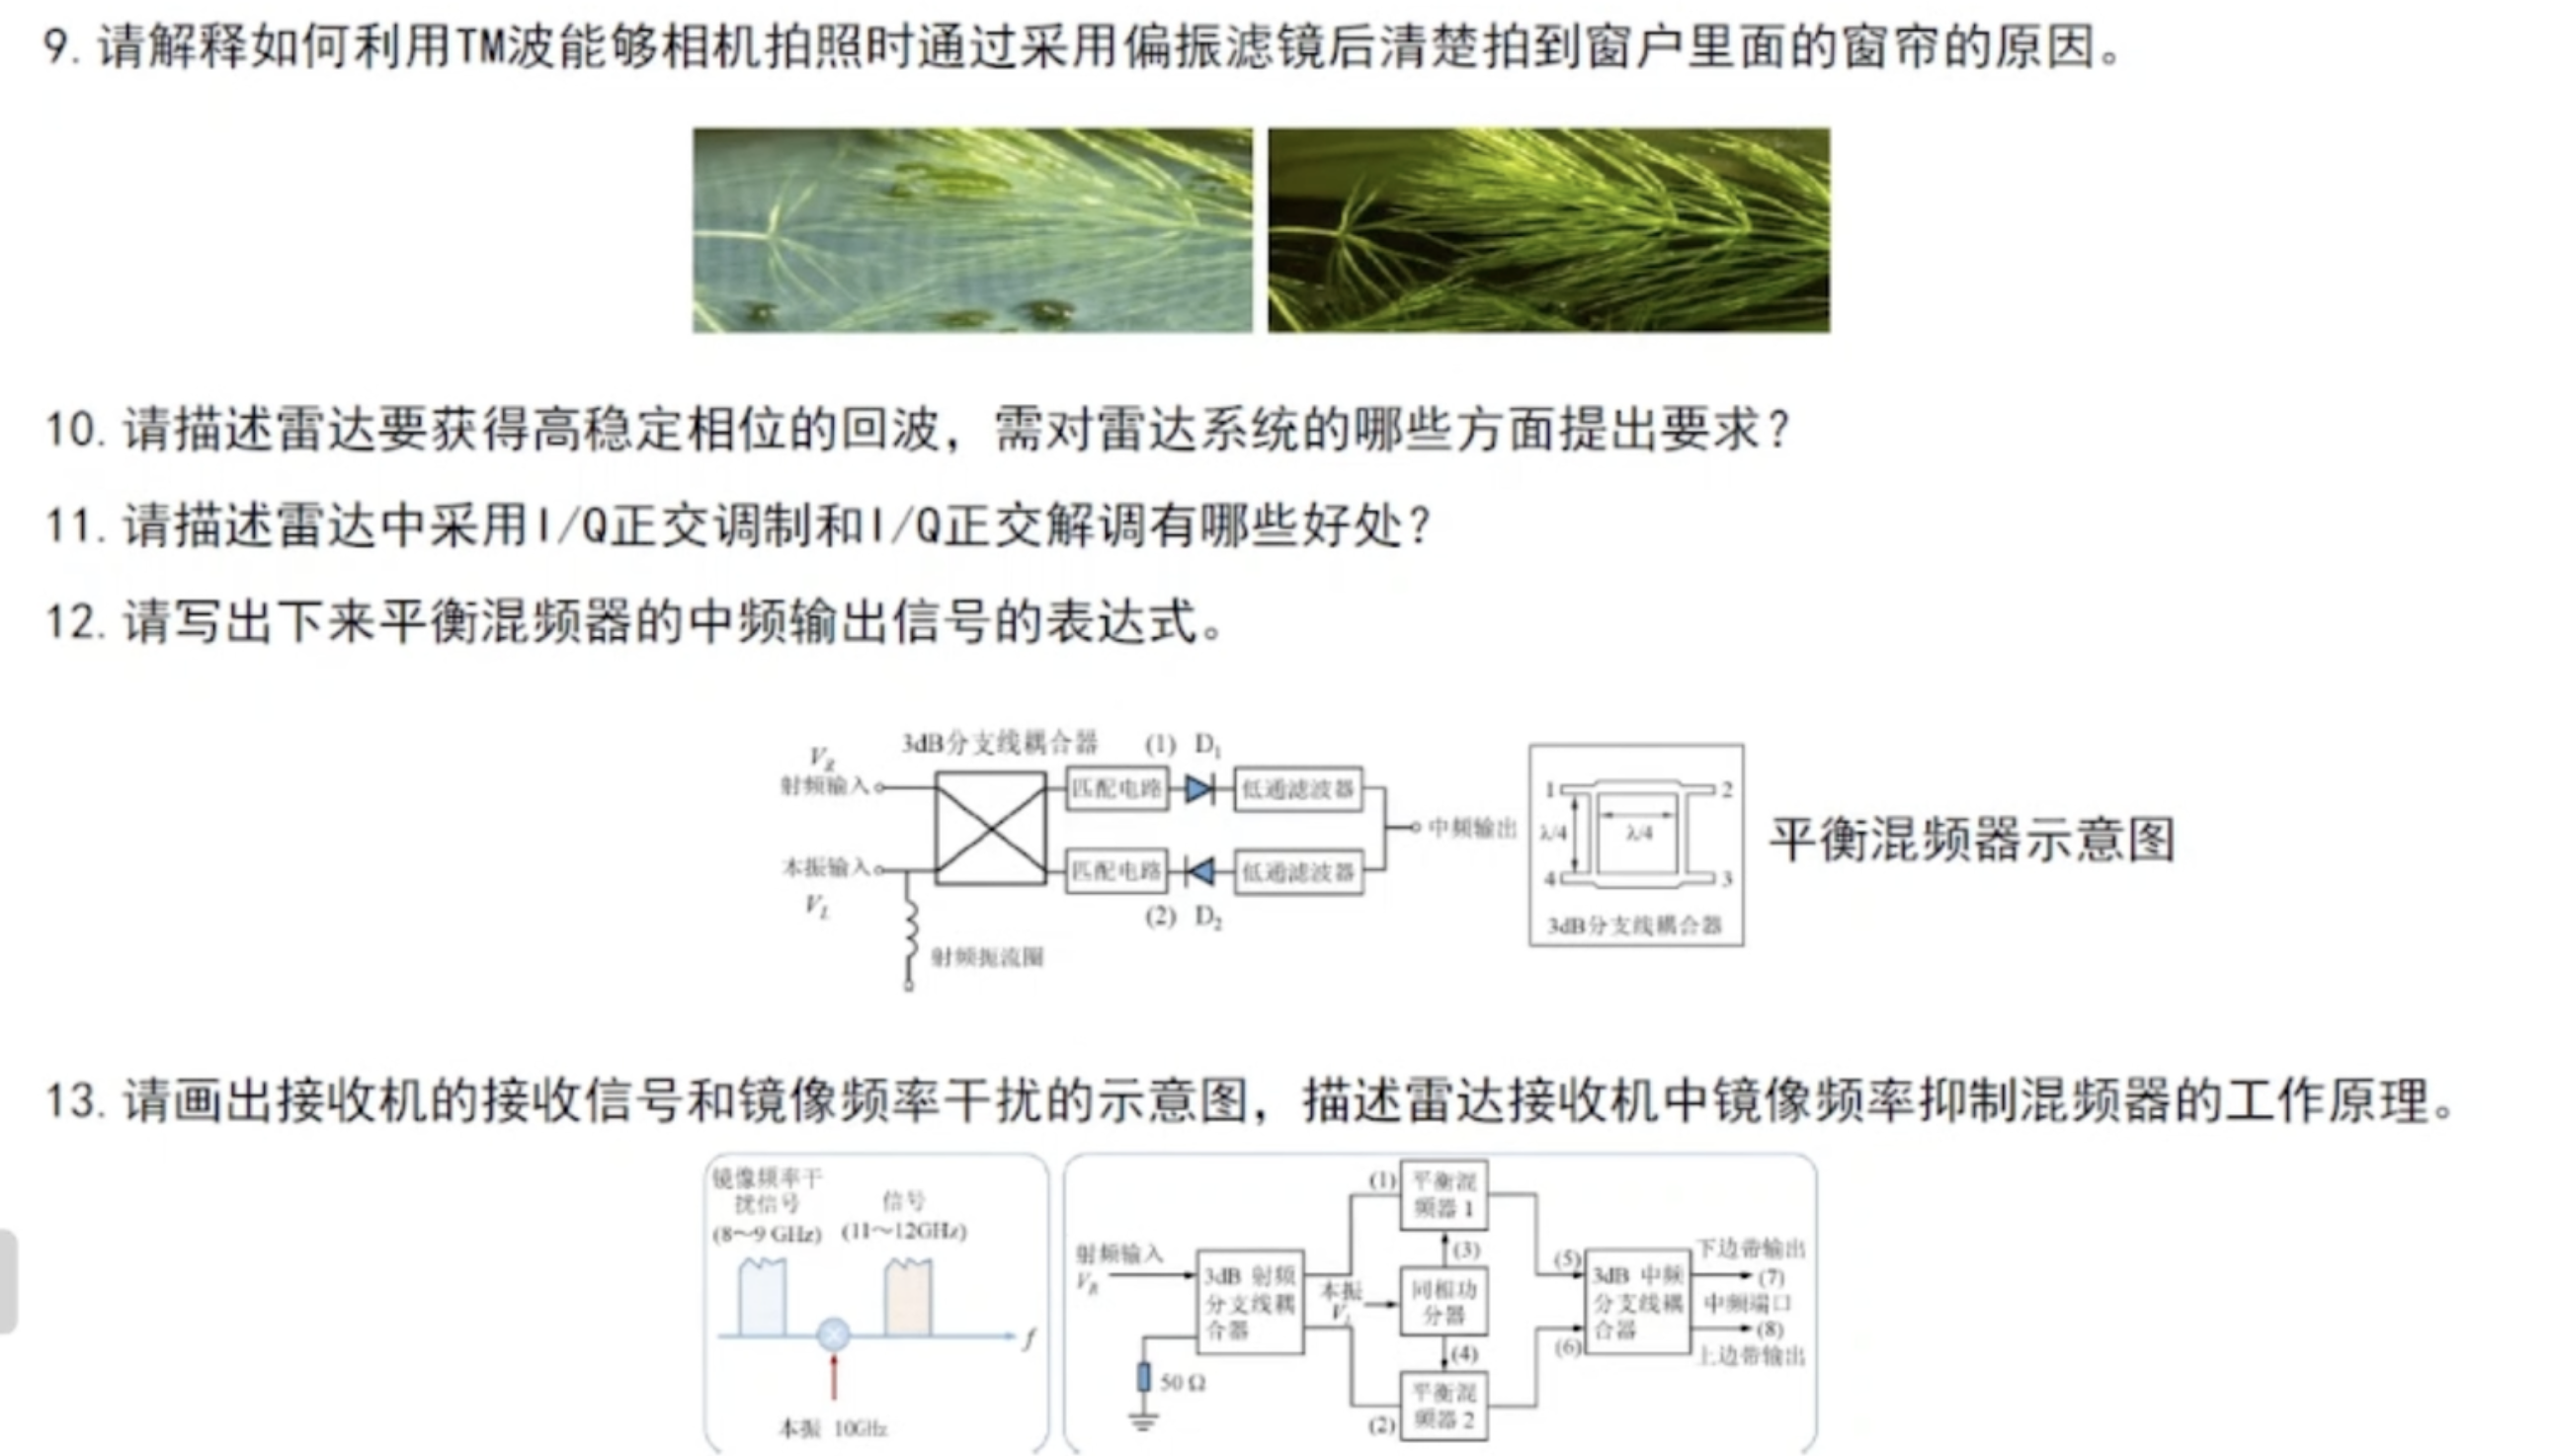 9. 请解释如何利用TM波能够相机拍照时通过采用偏振滤镜后清楚拍到窗户里面的窗帘的原因。
10. 请描述雷达要获得高稳定相位的回波，需对雷达系统的哪些方面提出要求？
11. 请描述雷达中采用I/Q正交调制和I/Q正交解调有哪些好处？
12. 请写出下来平衡混频器的中频输出信号的表达式。
V_R
射频输入
3dB分支线耦合器
(1) D₁
匹配电路
低通滤波器
中频输出
本振输入
V_L
匹配电路
低通滤波器
(2) D₂
射频扼流圈
1
2
λ/4
λ/4
4
3
3dB分支线耦合器
平衡混频器示意图
13. 请画出接收机的接收信号和镜像频率干扰的示意图，描述雷达接收机中镜像频率抑制混频器的工作原理。
镜像频率干
扰信号
(8～9 GHz)
信号
(11～12GHz)
f
本振 10GHz
射频输入
V_R
3dB 射频
分支线耦
合器
50 Ω
(1)
平衡混
频器 1
(3)
本振
V_L
同相功
分器
(4)
平衡混
频器 2
(2)
(5)
(6)
3dB 中频
分支线耦
合器
下边带输出
(7)
中频端口
(8)
上边带输出